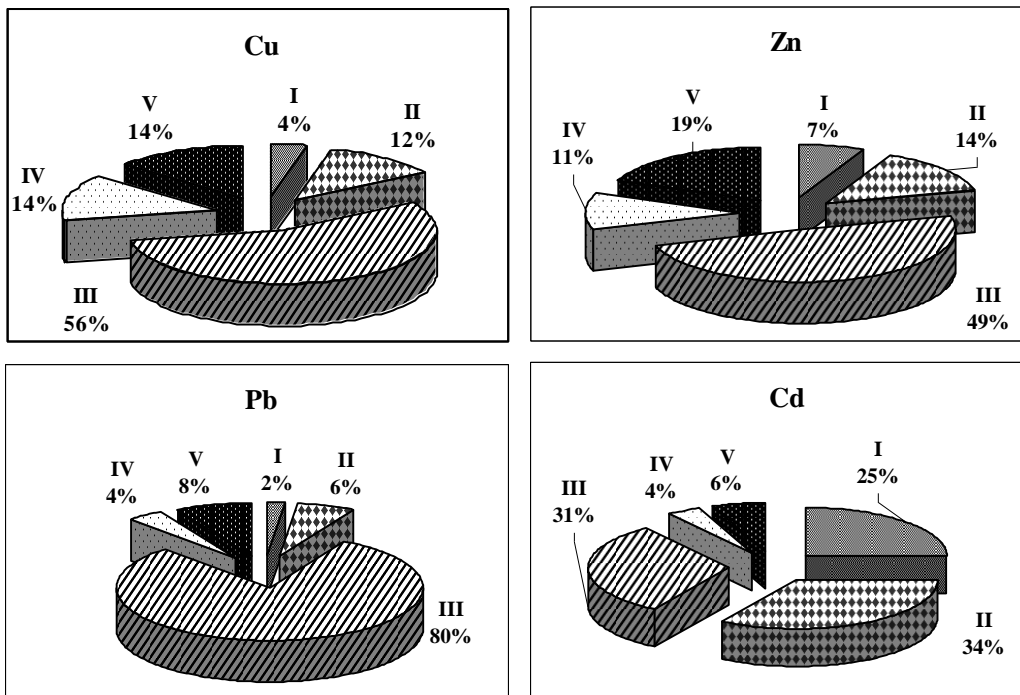 Cu
I
4%
II
12%
III
56%
IV
14%
V
14%
Zn
I
7%
II
14%
III
49%
IV
11%
V
19%
Pb
I
2%
II
6%
III
80%
IV
4%
V
8%
Cd
I
25%
II
34%
III
31%
IV
4%
V
6%